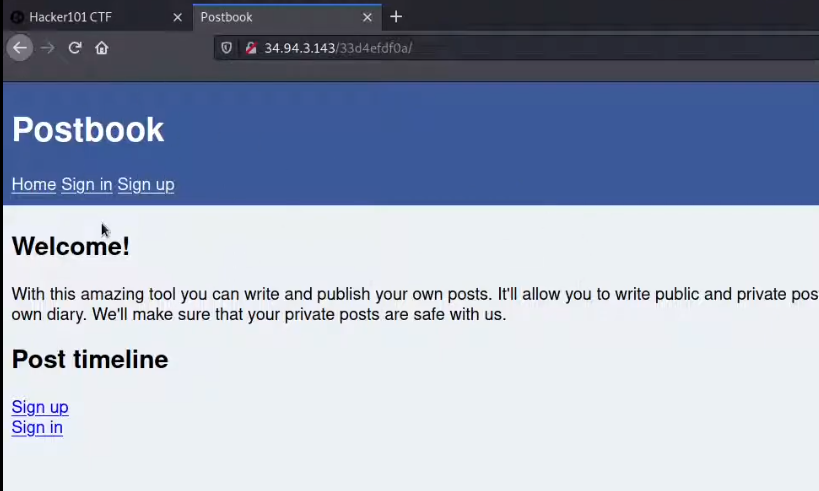 Hacker101 CTF
Postbook
34.94.3.143/33d4efdf0a/
Postbook
Home Sign in Sign up
Welcome!
With this amazing tool you can write and publish your own posts. It'll allow you to write public and private
own diary. We'll make sure that your private posts are safe with us.
Post timeline
Sign up
Sign in